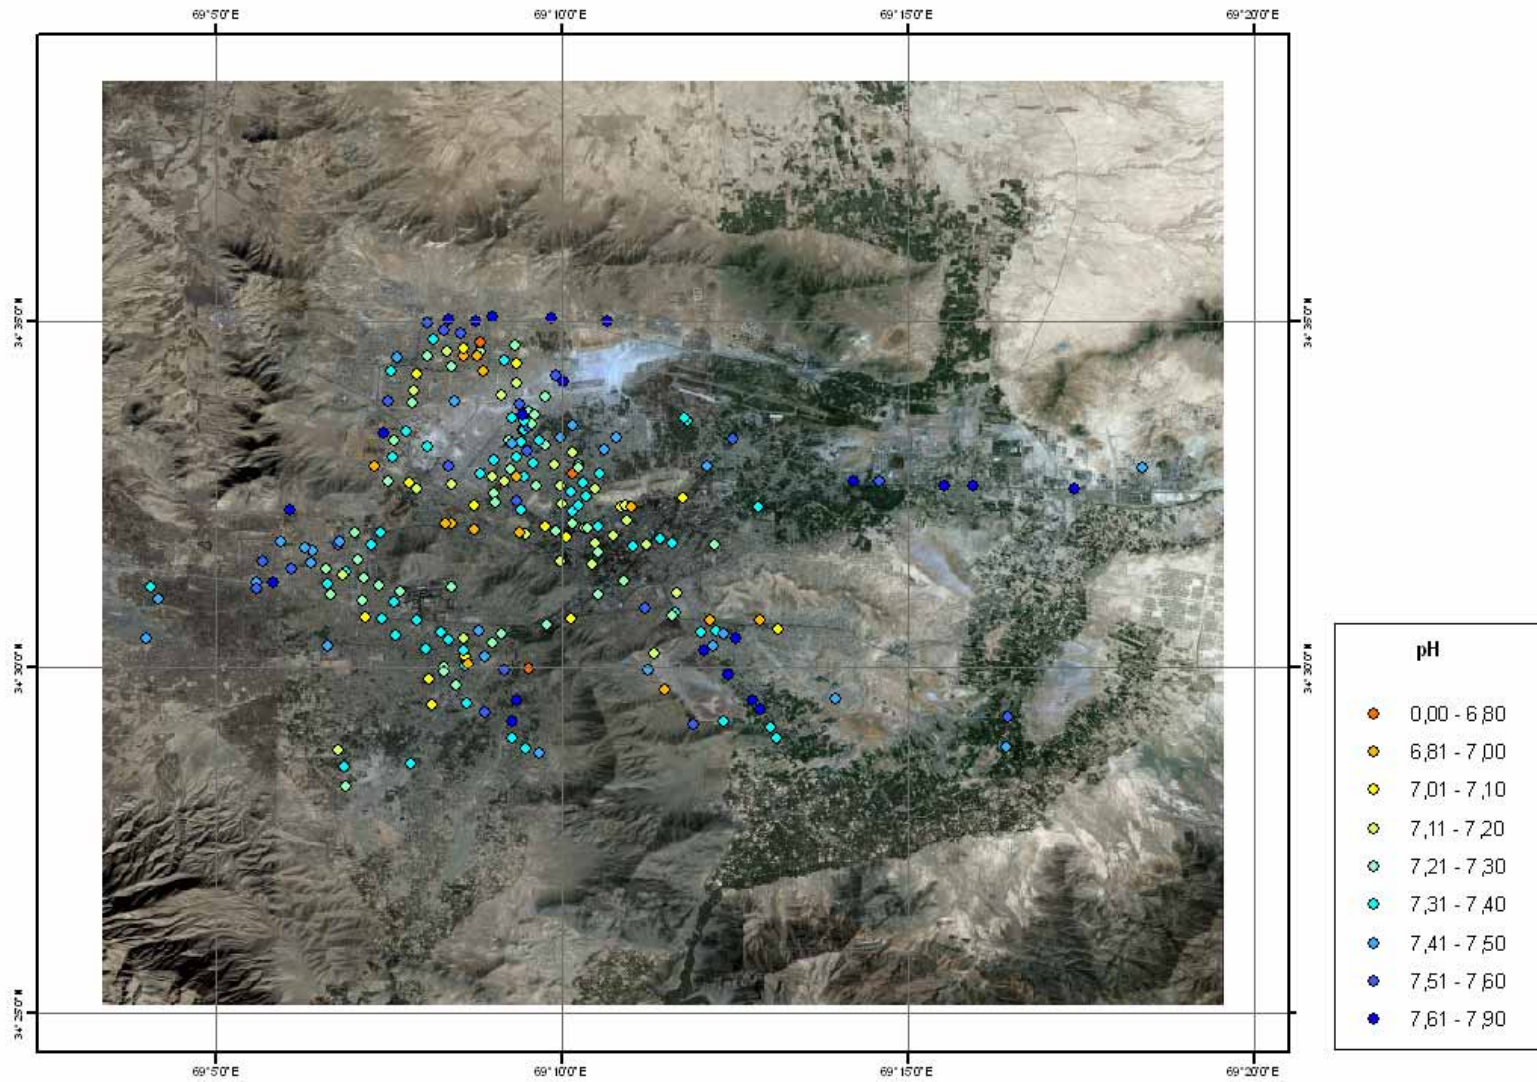 69°5'0"E 69°10'0"E 69°15'0"E 69°20'0"E
34°35'0"N 34°35'0"N
34°30'0"N 34°30'0"N
34°25'0"N
69°5'0"E 69°10'0"E 69°15'0"E 69°20'0"E
pH
0,00 - 6,80
6,81 - 7,00
7,01 - 7,10
7,11 - 7,20
7,21 - 7,30
7,31 - 7,40
7,41 - 7,50
7,51 - 7,60
7,61 - 7,90